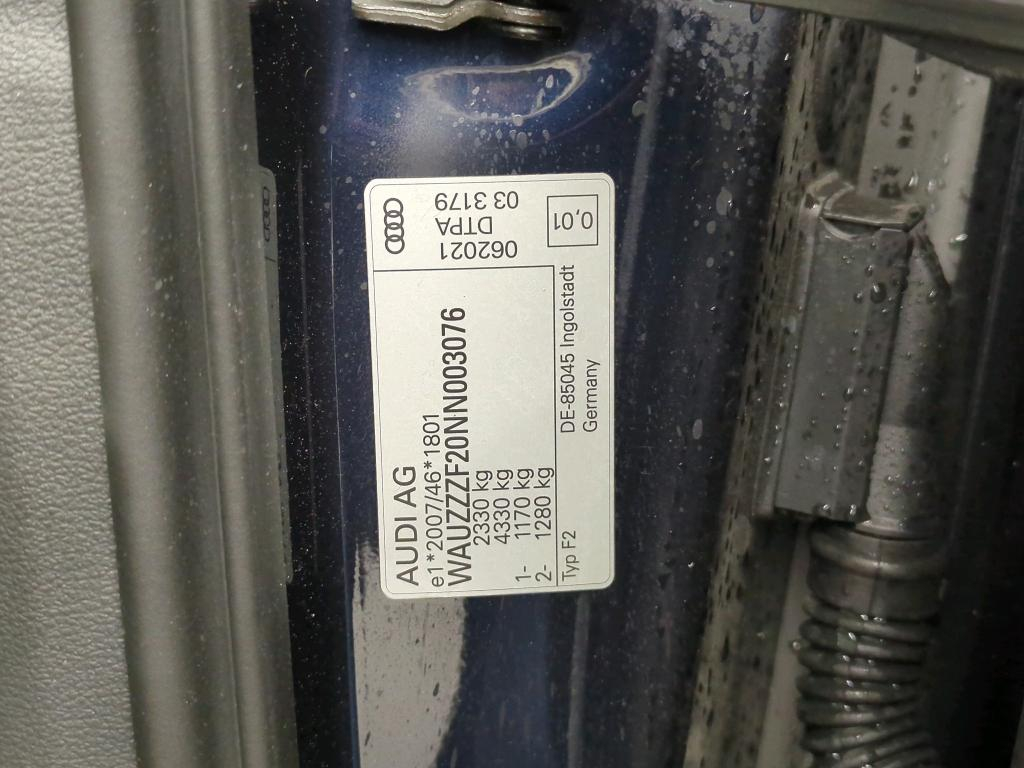 AUDI AG
e1*2007/46*1801
WAUZZZF20NN003076
2330 kg
4330 kg
1- 1170 kg
2- 1280 kg
Typ F2
DE-85045 Ingolstadt
Germany
062021
DTPA
03 3179
0,01